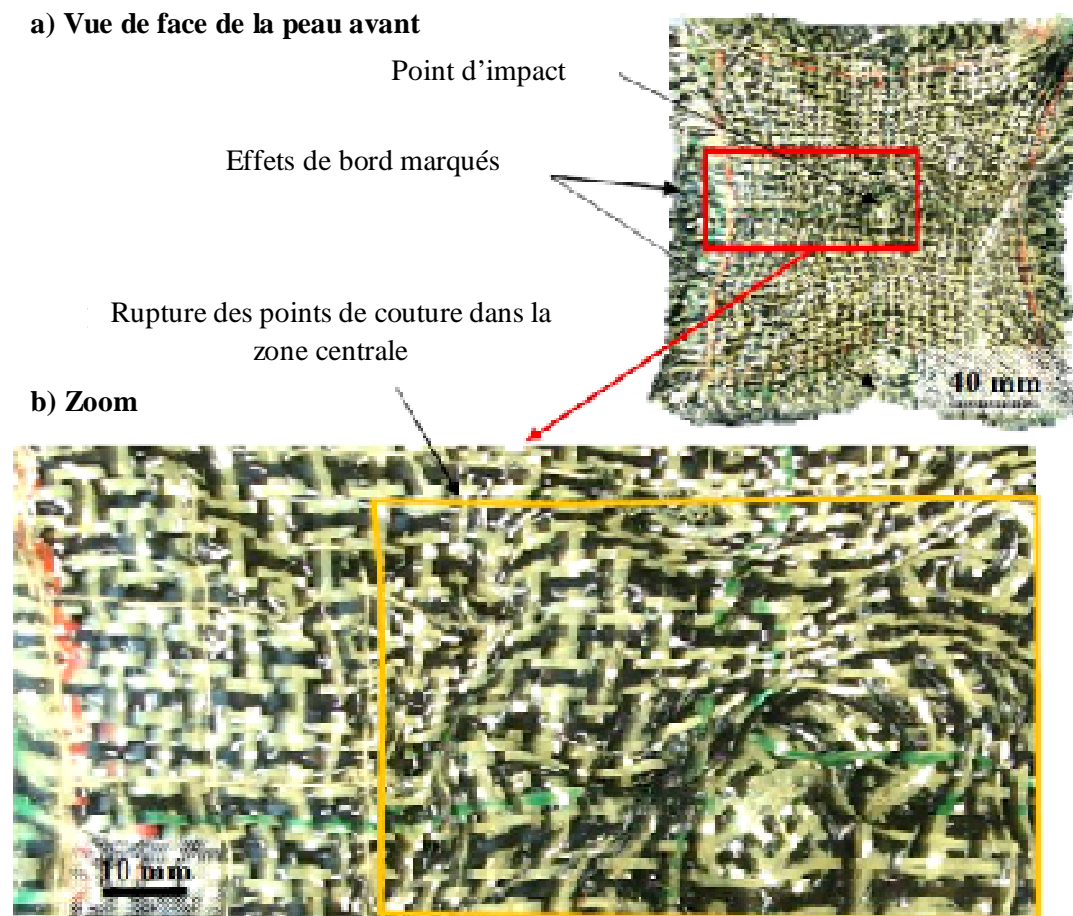 a) Vue de face de la peau avant
Point d’impact
Effets de bord marqués
Rupture des points de couture dans la
zone centrale
40 mm
b) Zoom
10 mm